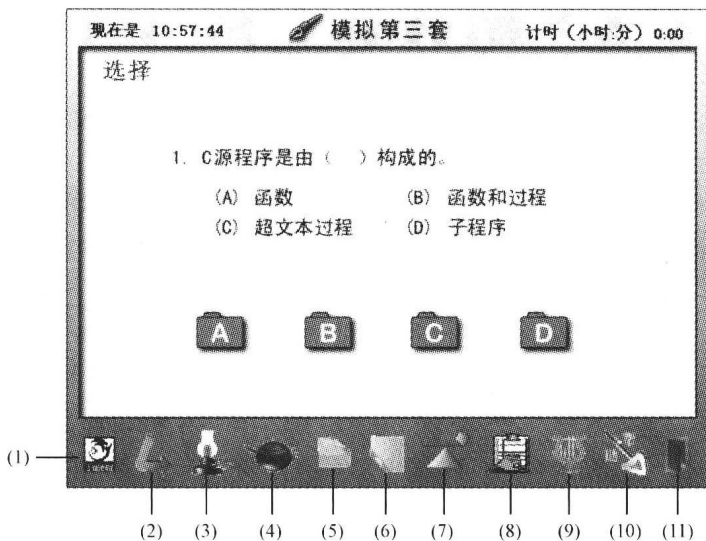 现在是 10:57:44 模拟第三套 计时（小时:分）0:00
选择
1. C源程序是由（ ）构成的。
(A) 函数 (B) 函数和过程
(C) 超文本过程 (D) 子程序
A B C D
(1)
(2) (3) (4) (5) (6) (7) (8) (9) (10) (11)